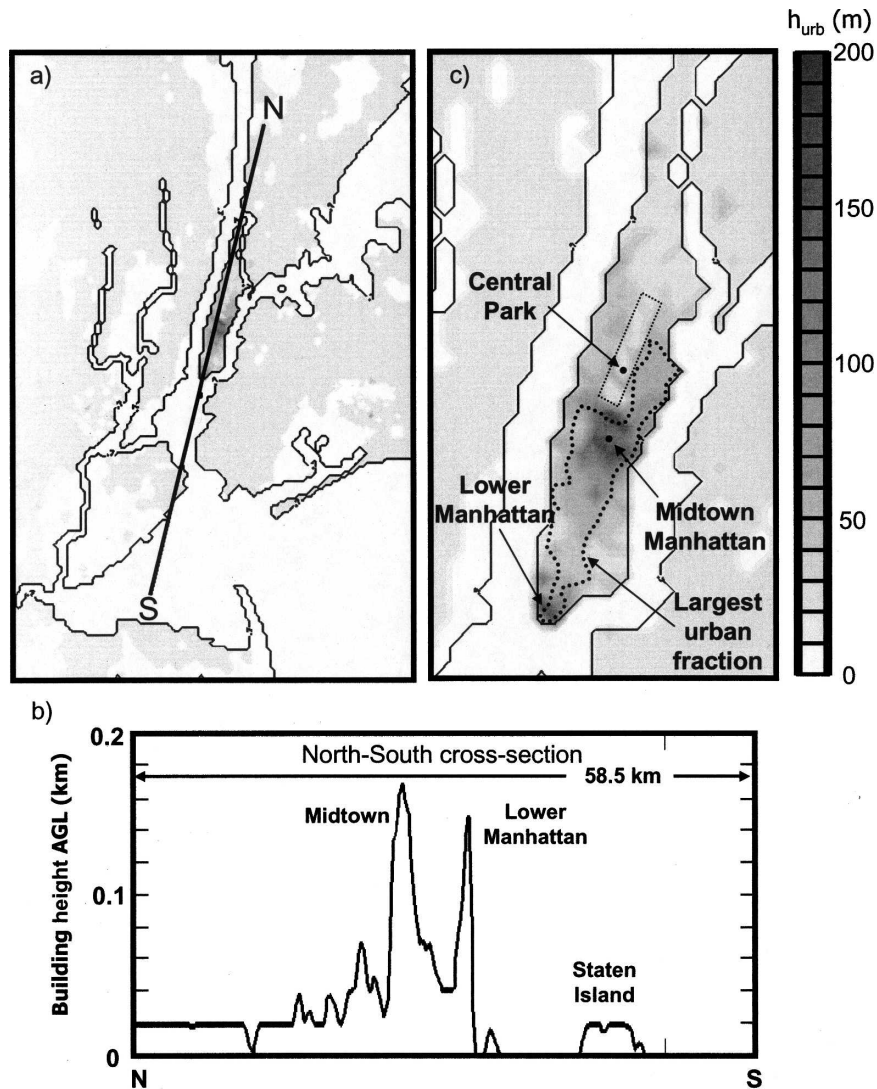 h_urb (m)
a)
N
S
c)
Central
Park
Lower
Manhattan
Midtown
Manhattan
Largest
urban
fraction
200
150
100
50
0
b)
North-South cross-section
58.5 km
Midtown
Lower
Manhattan
Staten
Island
Building height AGL (km)
0.2
0.1
0
N
S